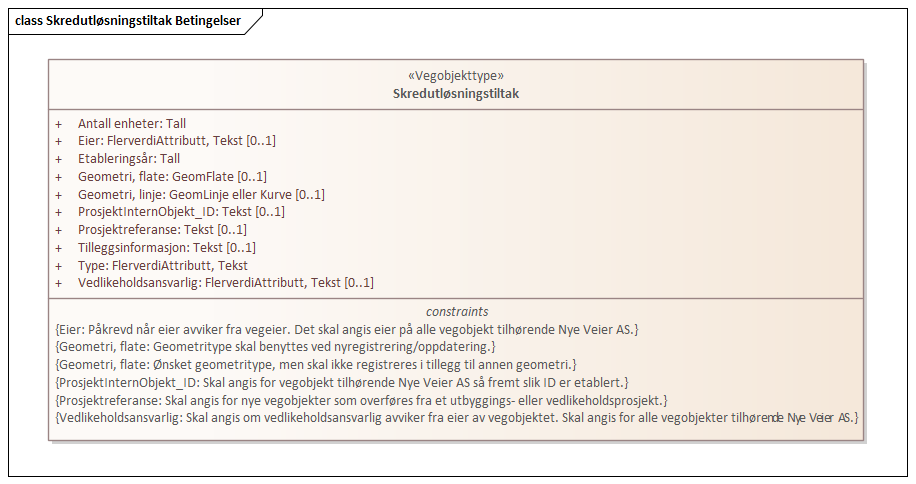 class Skredutløsningstiltak Betingelser
«Vegobjekttype»
Skredutløsningstiltak
+ Antall enheter: Tall
+ Eier: FlerverdiAttributt, Tekst [0..1]
+ Etableringsår: Tall
+ Geometri, flate: GeomFlate [0..1]
+ Geometri, linje: GeomLinje eller Kurve [0..1]
+ ProsjektInternObjekt_ID: Tekst [0..1]
+ Prosjektreferanse: Tekst [0..1]
+ Tilleggsinformasjon: Tekst [0..1]
+ Type: FlerverdiAttributt, Tekst
+ Vedlikeholdsansvarlig: FlerverdiAttributt, Tekst [0..1]
constraints
{Eier: Påkrevd når eier avviker fra vegeier. Det skal angis eier på alle vegobjekt tilhørende Nye Veier AS.}
{Geometri, flate: Geometritype skal benyttes ved nyregistrering/oppdatering.}
{Geometri, flate: Ønsket geometritype, men skal ikke registreres i tillegg til annen geometri.}
{ProsjektInternObjekt_ID: Skal angis for vegobjekt tilhørende Nye Veier AS så fremt slik ID er etablert.}
{Prosjektreferanse: Skal angis for nye vegobjekter som overføres fra et utbyggings- eller vedlikeholdsprosjekt.}
{Vedlikeholdsansvarlig: Skal angis om vedlikeholdsansvarlig avviker fra eier av vegobjektet. Skal angis for alle vegobjekter tilhørende Nye Veier AS.}